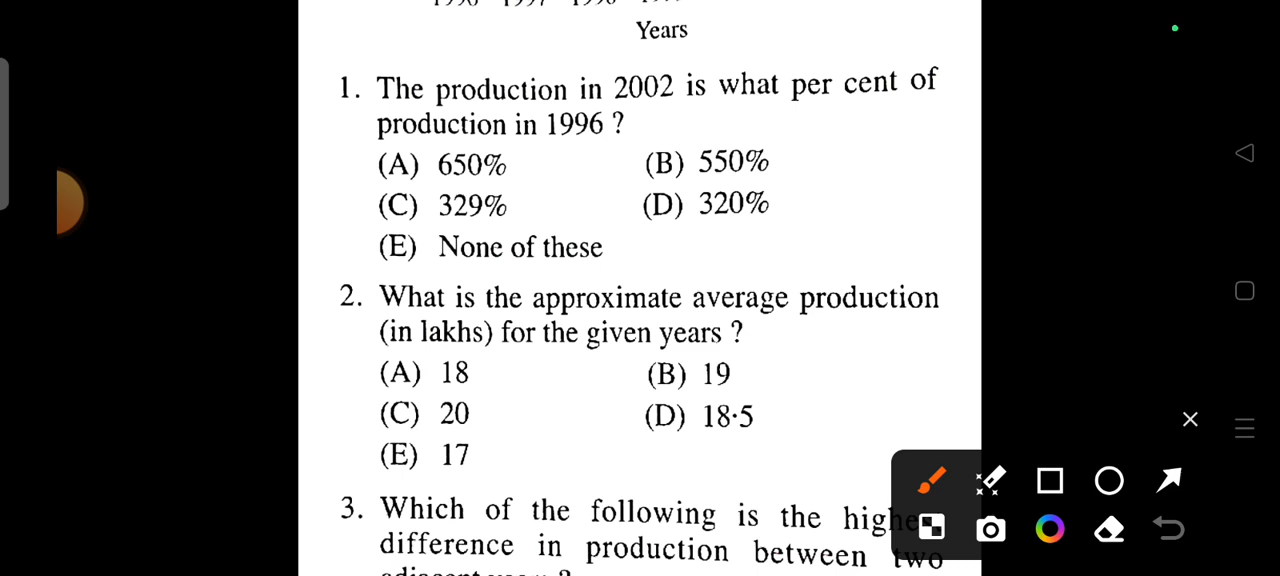 Years
1. The production in 2002 is what per cent of
production in 1996 ?
(A) 650% (B) 550%
(C) 329% (D) 320%
(E) None of these
2. What is the approximate average production
(in lakhs) for the given years ?
(A) 18 (B) 19
(C) 20 (D) 18·5
(E) 17
3. Which of the following is the
difference in production between two